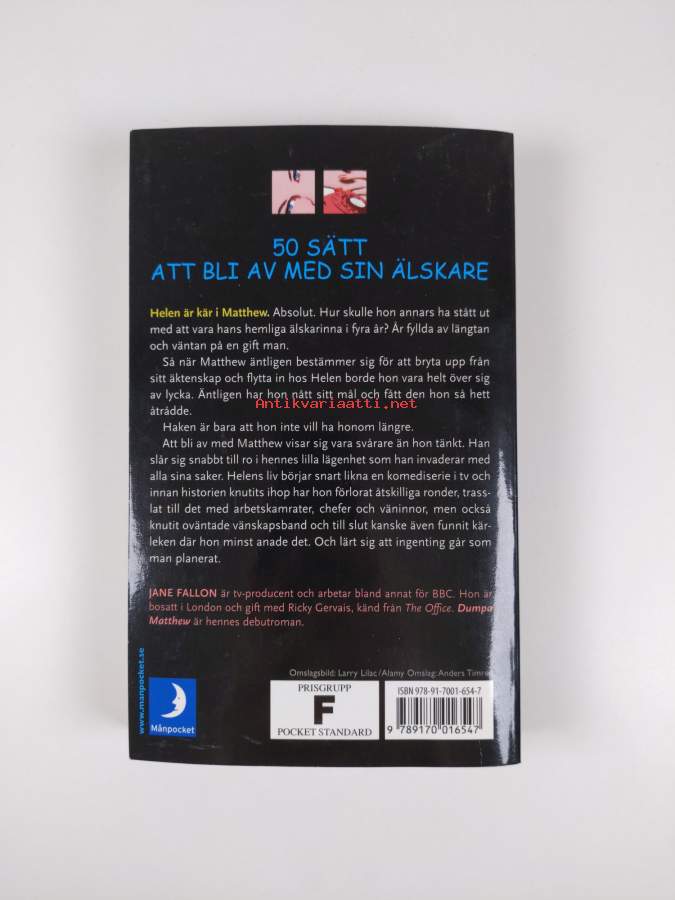 50 SÄTT
ATT BLI AV MED SIN ÄLSKARE
Helen är kär i Matthew. Absolut. Hur skulle hon annars ha stått ut
med att vara hans hemliga älskarinna i fyra år? År fyllda av längtan
och väntan på en gift man.
Så när Matthew äntligen bestämmer sig för att bryta upp från
sitt äktenskap och flytta in hos Helen borde hon vara helt över sig
av lycka. Äntligen har hon nått sitt mål och fått den hon så hett
Antikvariaatti.net
åtrådde.
Haken är bara att hon inte vill ha honom längre.
Att bli av med Matthew visar sig vara svårare än hon tänkt. Han
slår sig snabbt till ro i hennes lilla lägenhet som han invaderar med
alla sina saker. Helens liv börjar snart likna en komediserie i tv och
innan historien knutits ihop har hon förlorat åtskilliga ronder, trass-
lat till det med arbetskamrater, chefer och väninnor, men också
knutit oväntade vänskapsband och till slut kanske även funnit kär-
leken där hon minst anade det. Och lärt sig att ingenting går som
man planerat.
JANE FALLON är tv-producent och arbetar bland annat för BBC. Hon är
bosatt i London och gift med Ricky Gervais, känd från The Office. Dumpa
Matthew är hennes debutroman.
Omslagsbild: Larry Lilac/Alamy Omslag: Anders
www.manpocket.se
Månpocket
PRISGRUPP
F
POCKET STANDARD
ISBN 978-91-7001-654-7
9 789170 016547